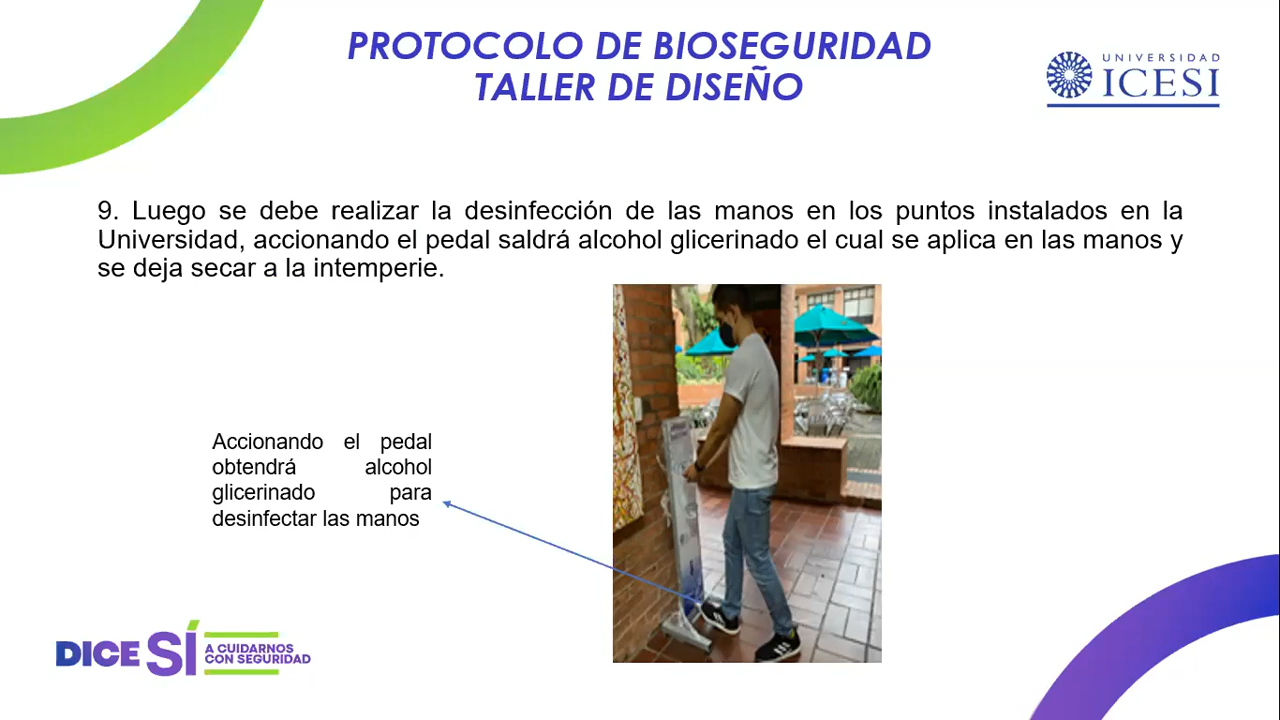 PROTOCOLO DE BIOSEGURIDAD
TALLER DE DISEÑO
UNIVERSIDAD
ICESI
9. Luego se debe realizar la desinfección de las manos en los puntos instalados en la
Universidad, accionando el pedal saldrá alcohol glicerinado el cual se aplica en las manos y
se deja secar a la intemperie.
Accionando el pedal
obtendrá alcohol
glicerinado para
desinfectar las manos
DICE SÍ A CUIDARNOS
CON SEGURIDAD